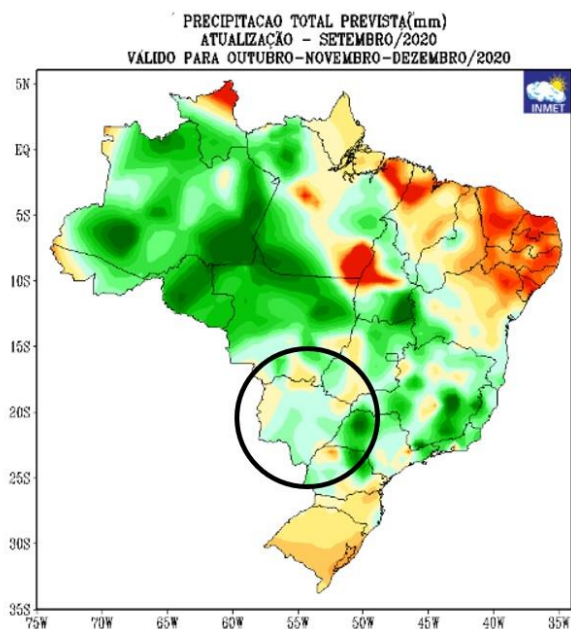 PRECIPITACAO TOTAL PREVISTA(mm)
ATUALIZAÇÃO - SETEMBRO/2020
VÁLIDO PARA OUTUBRO-NOVEMBRO-DEZEMBRO/2020
INMET
5N
EQ
5S
10S
15S
20S
25S
30S
35S
75W 70W 65W 60W 55W 50W 45W 40W 35W